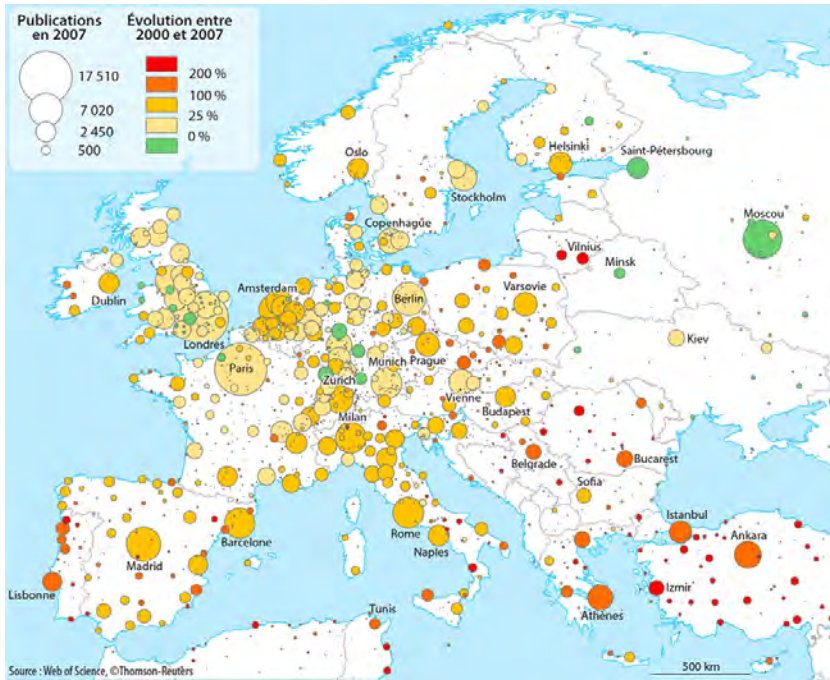 Publications
en 2007
17 510
7 020
2 450
500
Évolution entre
2000 et 2007
200 %
100 %
25 %
0 %
Oslo
Helsinki
Saint-Pétersbourg
Stockholm
Moscou
Copenhague
Vilnius
Minsk
Dublin
Amsterdam
Berlin
Varsovie
Londres
Kiev
Paris
Munich
Prague
Zurich
Vienne
Budapest
Milan
Belgrade
Bucarest
Sofia
Istanbul
Ankara
Barcelone
Rome
Naples
Madrid
Izmir
Lisbonne
Athènes
Tunis
Source : Web of Science, ©Thomson-Reuters
500 km